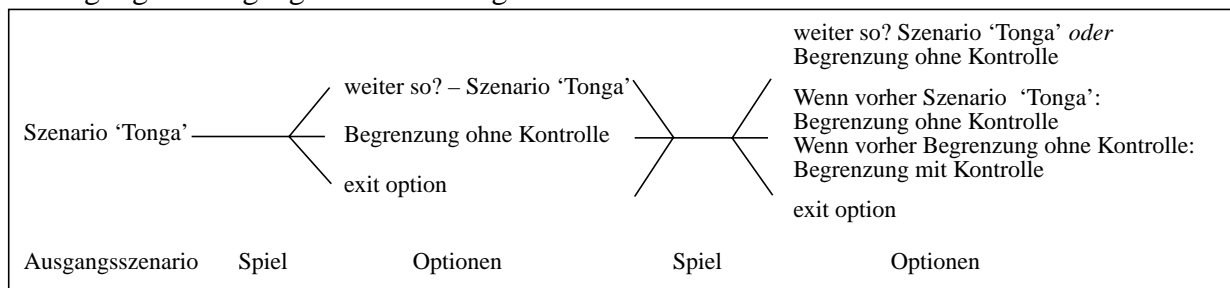 weiter so? Szenario ‘Tonga’ oder
Begrenzung ohne Kontrolle
weiter so? – Szenario ‘Tonga’
Wenn vorher Szenario ‘Tonga’:
Szenario ‘Tonga’
Begrenzung ohne Kontrolle
Begrenzung ohne Kontrolle
Wenn vorher Begrenzung ohne Kontrolle:
Begrenzung mit Kontrolle
exit option
exit option
Ausgangsszenario Spiel Optionen Spiel Optionen